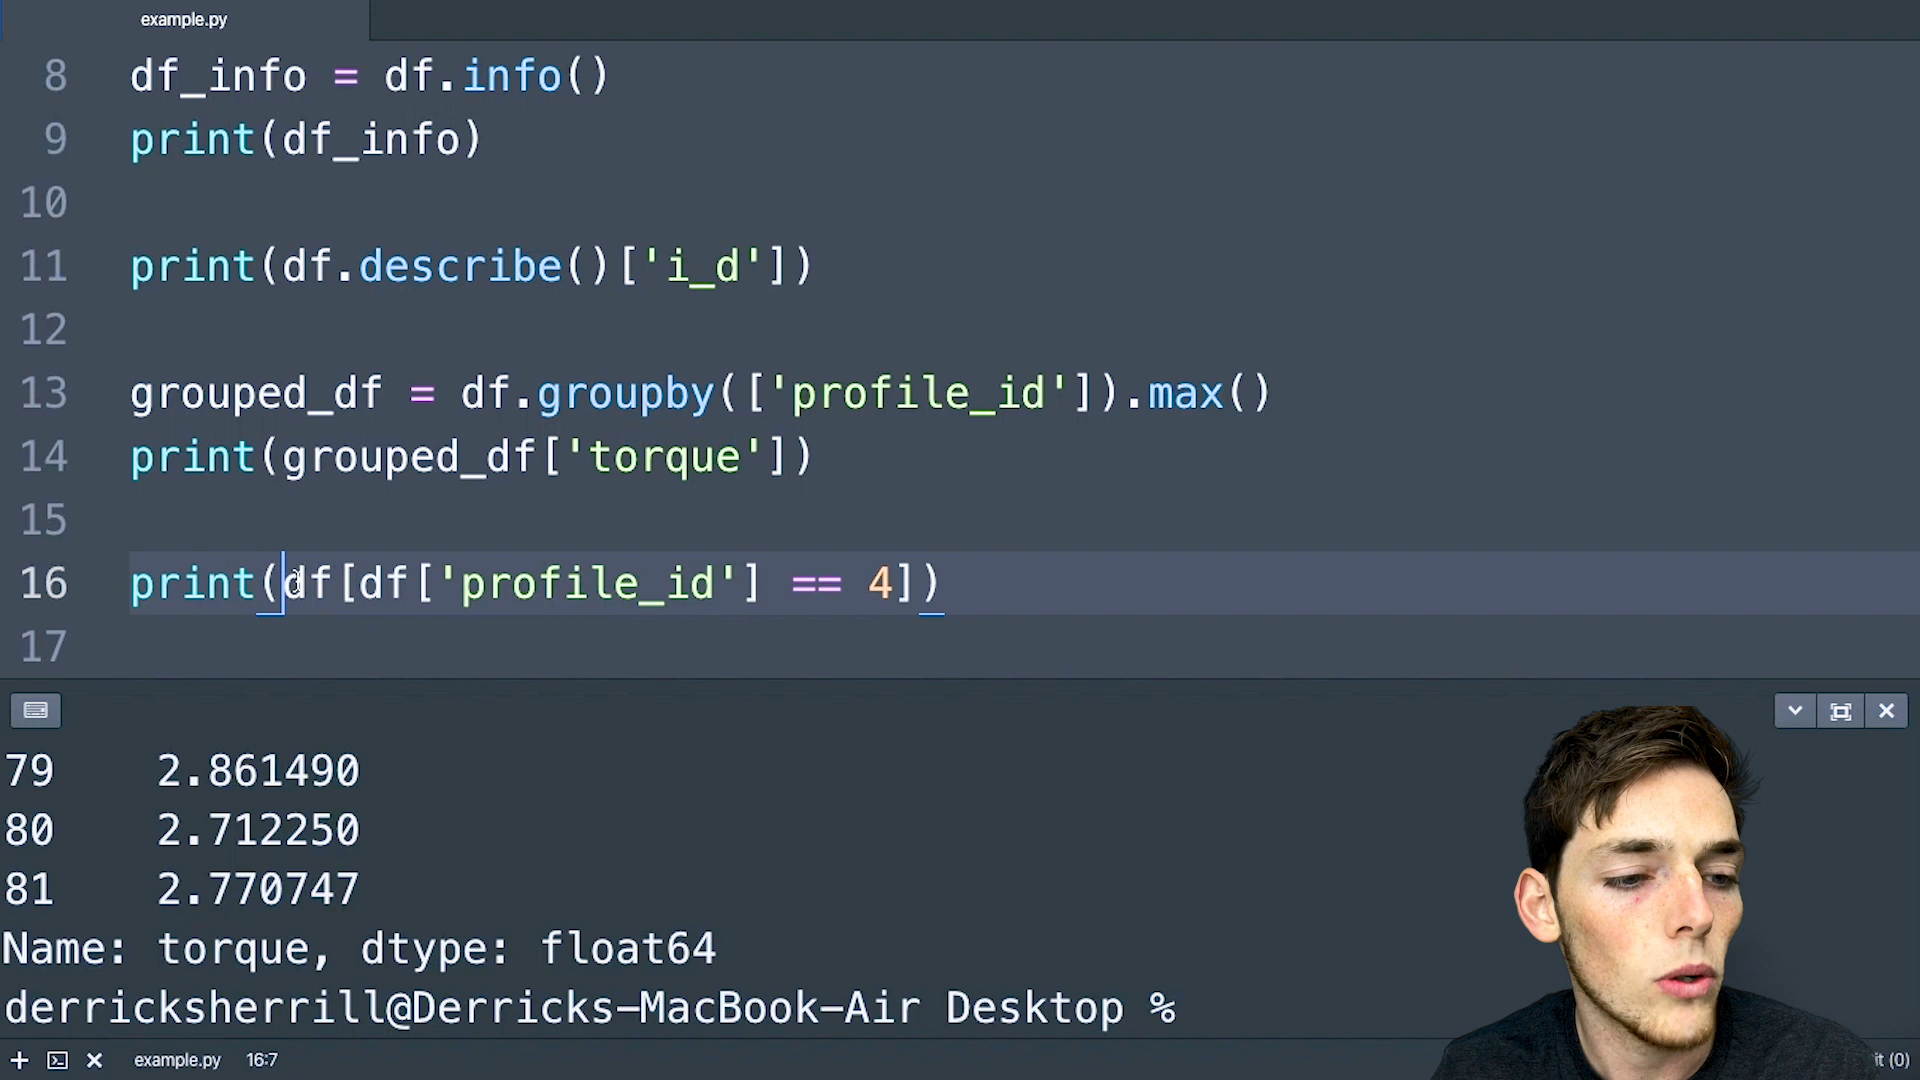 example.py
8 df_info = df.info()
9 print(df_info)
10
11 print(df.describe()['i_d'])
12
13 grouped_df = df.groupby(['profile_id']).max()
14 print(grouped_df['torque'])
15
16 print(df[df['profile_id'] == 4])
17
79 2.861490
80 2.712250
81 2.770747
Name: torque, dtype: float64
derricksherrill@Derricks-MacBook-Air Desktop %
example.py 16:7 it (0)